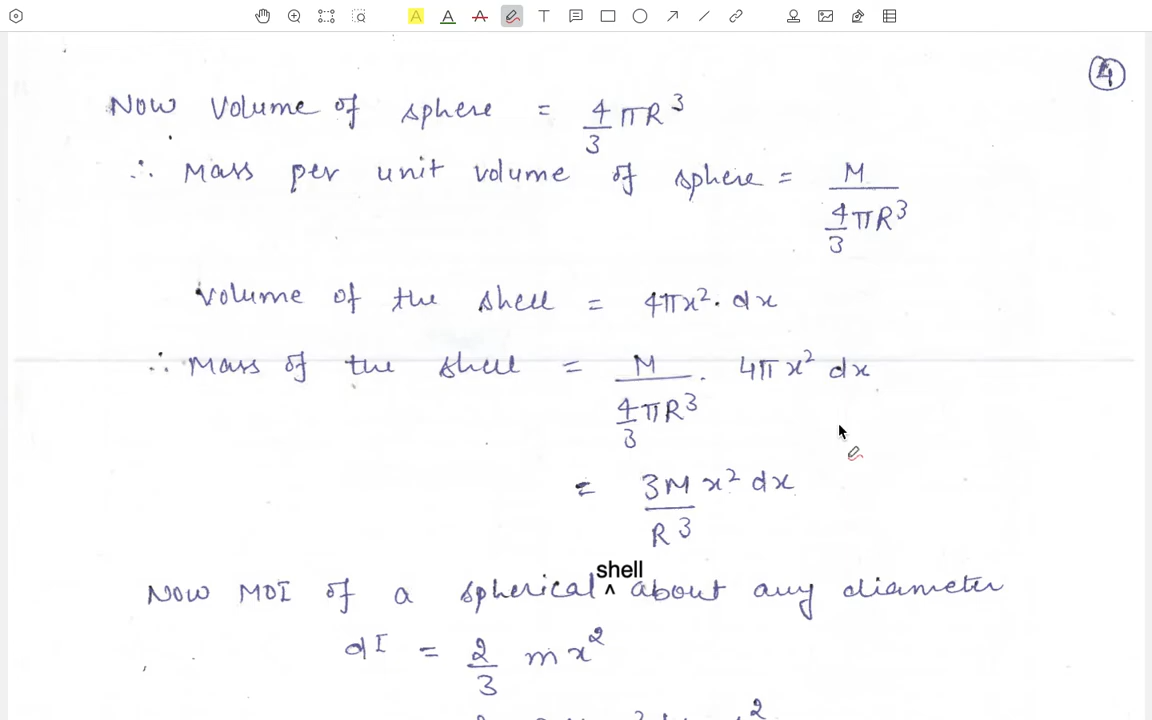 4
Now Volume of sphere = 4/3 πR³
∴ Mass per unit volume of sphere = M / (4/3 πR³)
Volume of the shell = 4πx². dx
∴ Mass of the shell = M / (4/3 πR³) . 4πx² dx
= 3M/R³ x² dx
Now MOI of a spherical ^ shell about any diameter
dI = 2/3 mx²